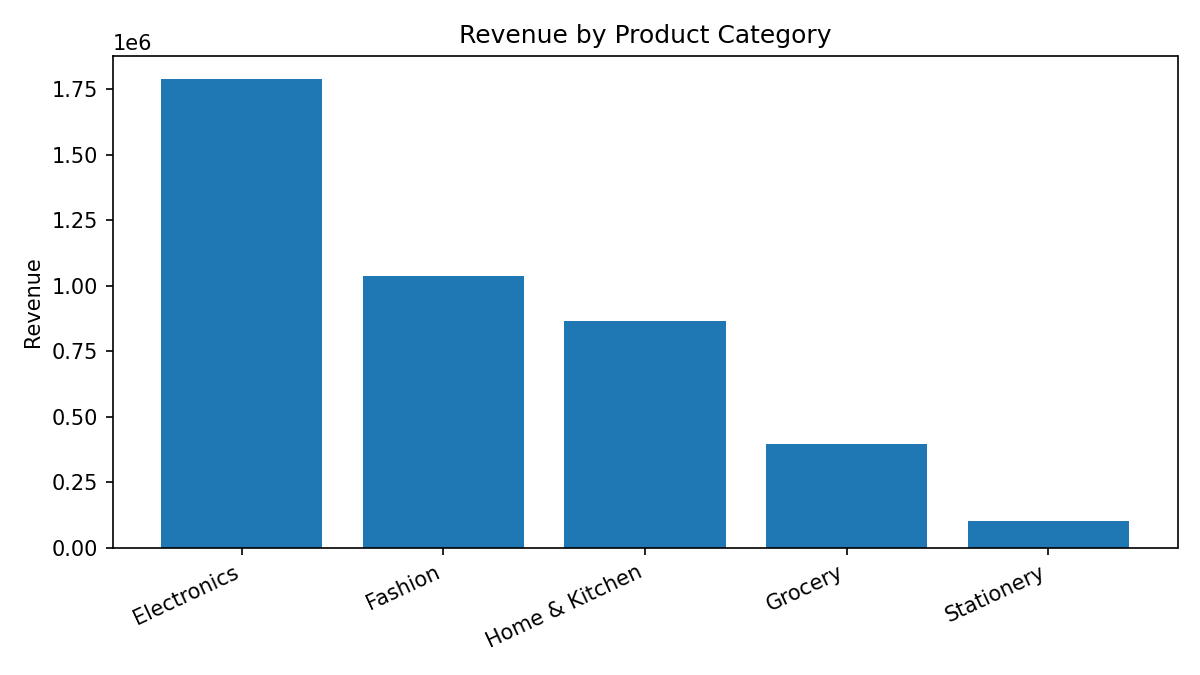 Revenue by Product Category
1e6
1.75
1.50
1.25
1.00
0.75
0.50
0.25
0.00
Revenue
Electronics
Fashion
Home & Kitchen
Grocery
Stationery